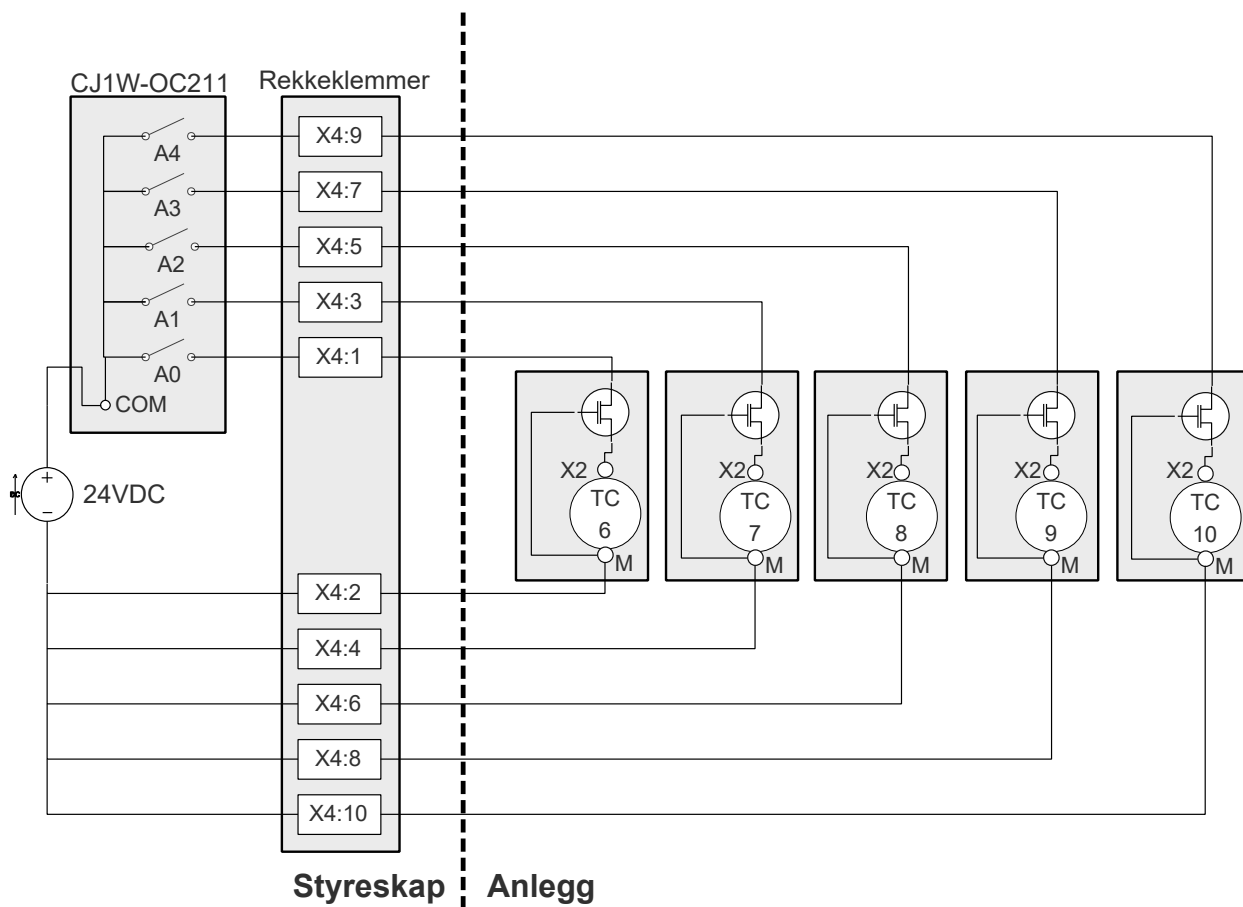 CJ1W-OC211
Rekkeklemmer
A4
X4:9
A3
X4:7
A2
X4:5
A1
X4:3
A0
X4:1
COM
+
−
24VDC
X2
TC
6
M
X2
TC
7
M
X2
TC
8
M
X2
TC
9
M
X2
TC
10
M
X4:2
X4:4
X4:6
X4:8
X4:10
Styreskap
Anlegg